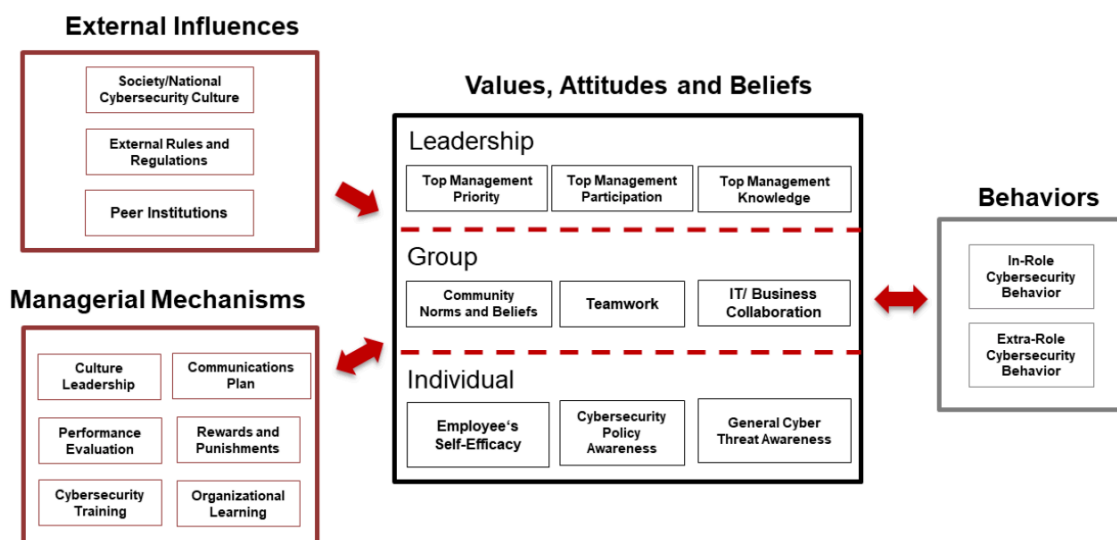 External Influences
Society/National
Cybersecurity Culture
External Rules and
Regulations
Peer Institutions
Managerial Mechanisms
Culture
Leadership
Communications
Plan
Performance
Evaluation
Rewards and
Punishments
Cybersecurity
Training
Organizational
Learning
Values, Attitudes and Beliefs
Leadership
Top Management
Priority
Top Management
Participation
Top Management
Knowledge
Group
Community
Norms and Beliefs
Teamwork
IT/ Business
Collaboration
Individual
Employee‘s
Self-Efficacy
Cybersecurity
Policy
Awareness
General Cyber
Threat Awareness
Behaviors
In-Role
Cybersecurity
Behavior
Extra-Role
Cybersecurity
Behavior